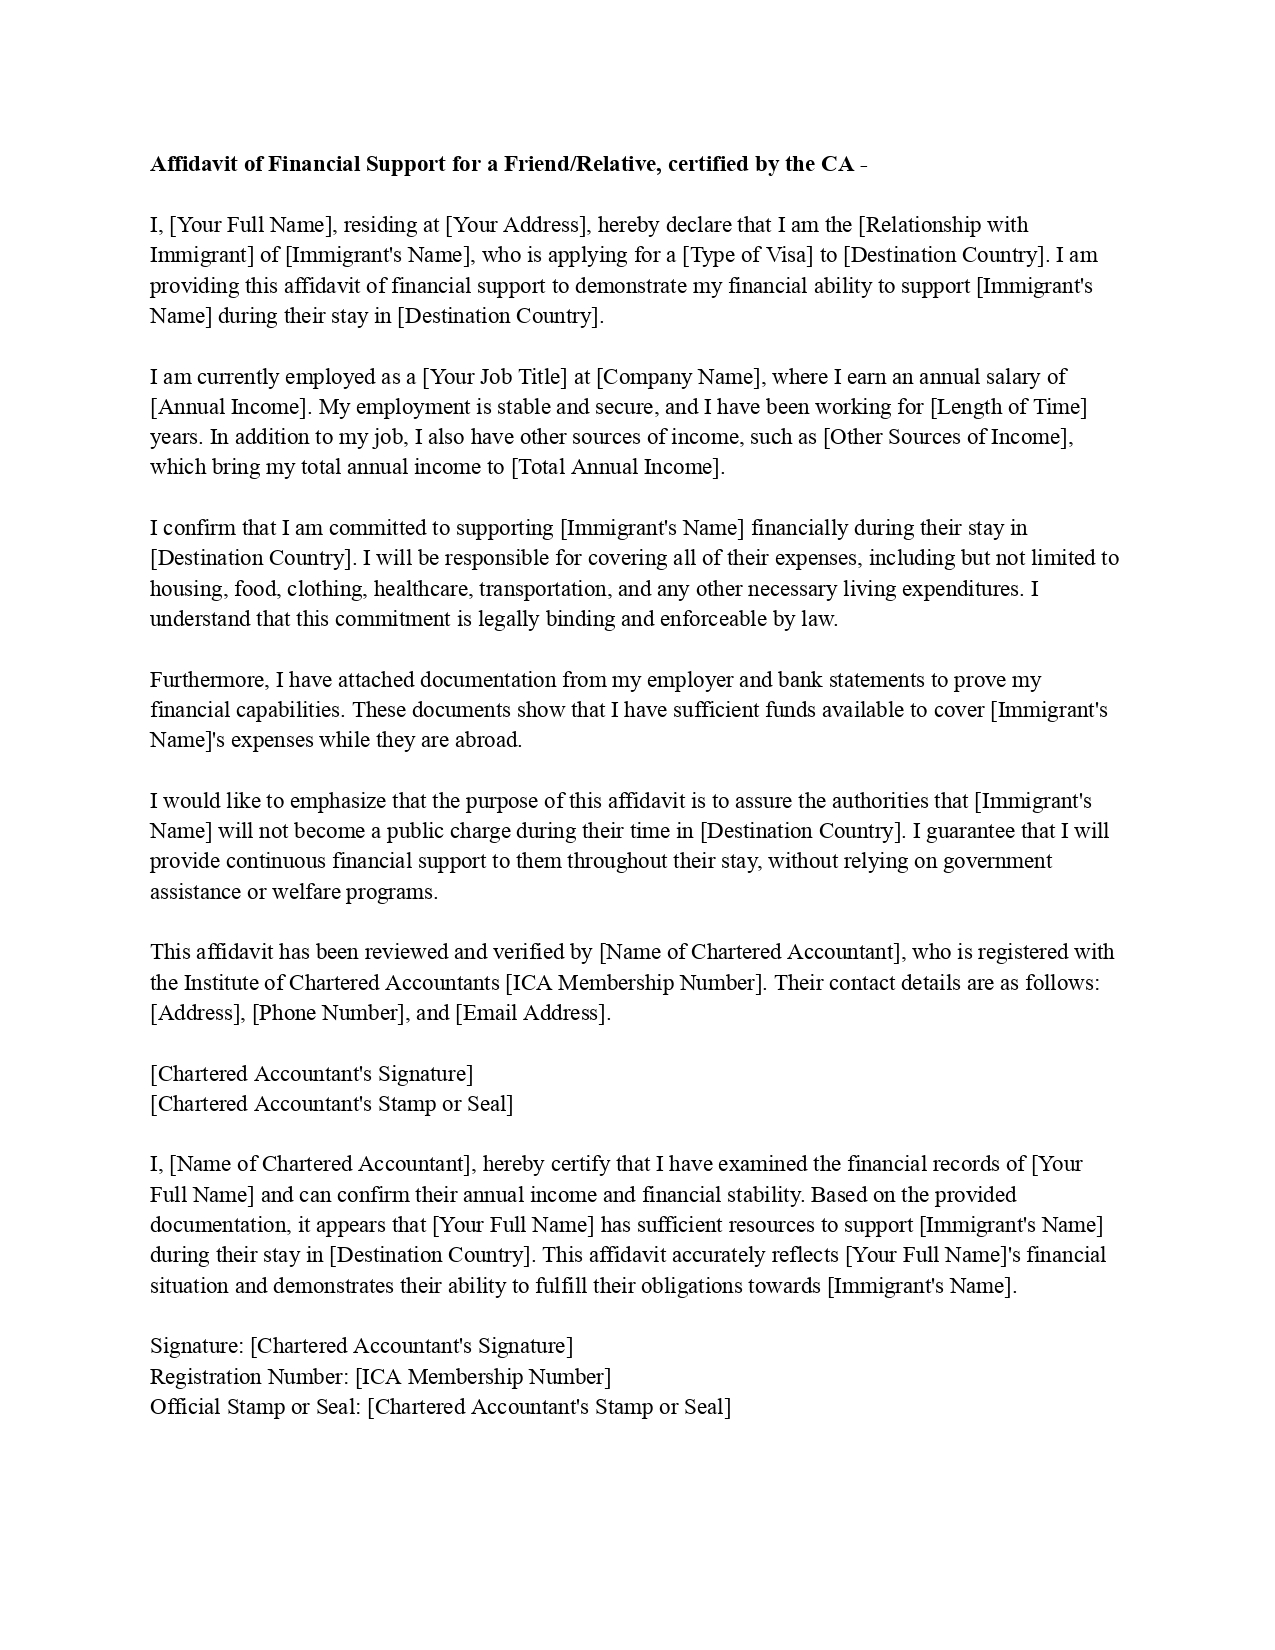 Affidavit of Financial Support for a Friend/Relative, certified by the CA -
I, [Your Full Name], residing at [Your Address], hereby declare that I am the [Relationship with
Immigrant] of [Immigrant's Name], who is applying for a [Type of Visa] to [Destination Country]. I am
providing this affidavit of financial support to demonstrate my financial ability to support [Immigrant's
Name] during their stay in [Destination Country].
I am currently employed as a [Your Job Title] at [Company Name], where I earn an annual salary of
[Annual Income]. My employment is stable and secure, and I have been working for [Length of Time]
years. In addition to my job, I also have other sources of income, such as [Other Sources of Income],
which bring my total annual income to [Total Annual Income].
I confirm that I am committed to supporting [Immigrant's Name] financially during their stay in
[Destination Country]. I will be responsible for covering all of their expenses, including but not limited to
housing, food, clothing, healthcare, transportation, and any other necessary living expenditures. I
understand that this commitment is legally binding and enforceable by law.
Furthermore, I have attached documentation from my employer and bank statements to prove my
financial capabilities. These documents show that I have sufficient funds available to cover [Immigrant's
Name]'s expenses while they are abroad.
I would like to emphasize that the purpose of this affidavit is to assure the authorities that [Immigrant's
Name] will not become a public charge during their time in [Destination Country]. I guarantee that I will
provide continuous financial support to them throughout their stay, without relying on government
assistance or welfare programs.
This affidavit has been reviewed and verified by [Name of Chartered Accountant], who is registered with
the Institute of Chartered Accountants [ICA Membership Number]. Their contact details are as follows:
[Address], [Phone Number], and [Email Address].
[Chartered Accountant's Signature]
[Chartered Accountant's Stamp or Seal]
I, [Name of Chartered Accountant], hereby certify that I have examined the financial records of [Your
Full Name] and can confirm their annual income and financial stability. Based on the provided
documentation, it appears that [Your Full Name] has sufficient resources to support [Immigrant's Name]
during their stay in [Destination Country]. This affidavit accurately reflects [Your Full Name]'s financial
situation and demonstrates their ability to fulfill their obligations towards [Immigrant's Name].
Signature: [Chartered Accountant's Signature]
Registration Number: [ICA Membership Number]
Official Stamp or Seal: [Chartered Accountant's Stamp or Seal]